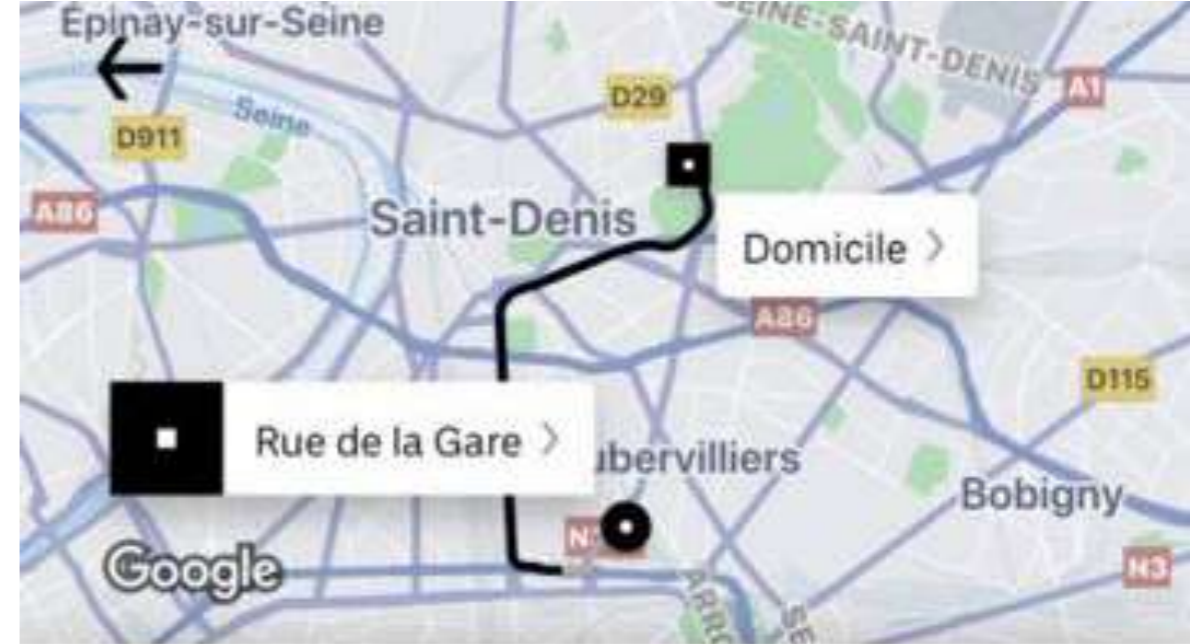 Épinay-sur-Seine
SEINE-SAINT-DENIS
A1
D29
Seine
D911
A86
Saint-Denis
Domicile
A86
D115
Rue de la Gare
ubervilliers
Bobigny
Google
N3